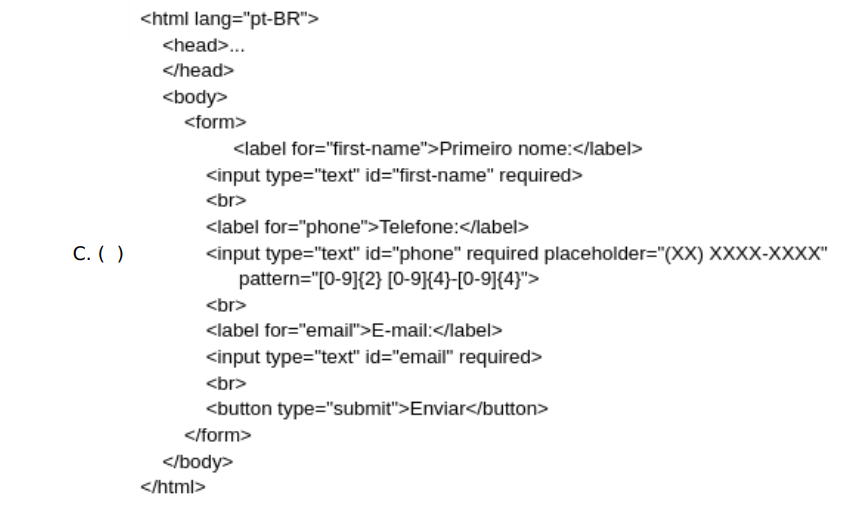 <html lang="pt-BR">
<head>...
</head>
<body>
<form>
<label for="first-name">Primeiro nome:</label>
<input type="text" id="first-name" required>
<br>
<label for="phone">Telefone:</label>
C. ( ) <input type="text" id="phone" required placeholder="(XX) XXXX-XXXX"
pattern="[0-9]{2} [0-9]{4}-[0-9]{4}">
<br>
<label for="email">E-mail:</label>
<input type="text" id="email" required>
<br>
<button type="submit">Enviar</button>
</form>
</body>
</html>